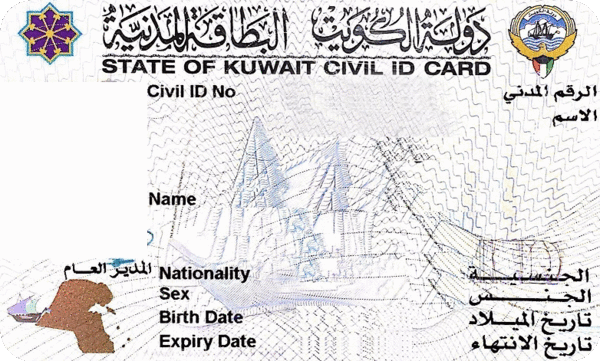 دولة الكويت البطاقة المدنية
STATE OF KUWAIT CIVIL ID CARD
Civil ID No الرقم المدني
الاسم
Name
المدير العام
Nationality الجنسية
Sex الجنس
Birth Date تاريخ الميلاد
Expiry Date تاريخ الانتهاء